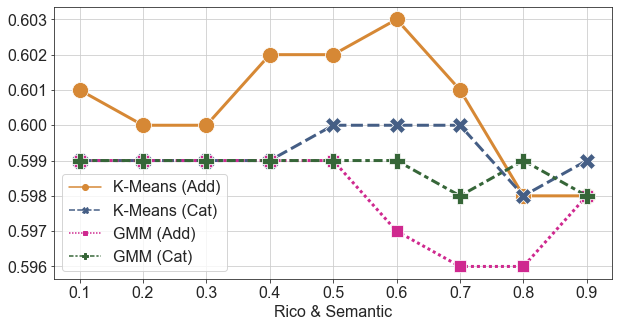 0.603
0.602
0.601
0.600
0.599
0.598
0.597
0.596
K-Means (Add)
K-Means (Cat)
GMM (Add)
GMM (Cat)
0.1 0.2 0.3 0.4 0.5 0.6 0.7 0.8 0.9
Rico & Semantic